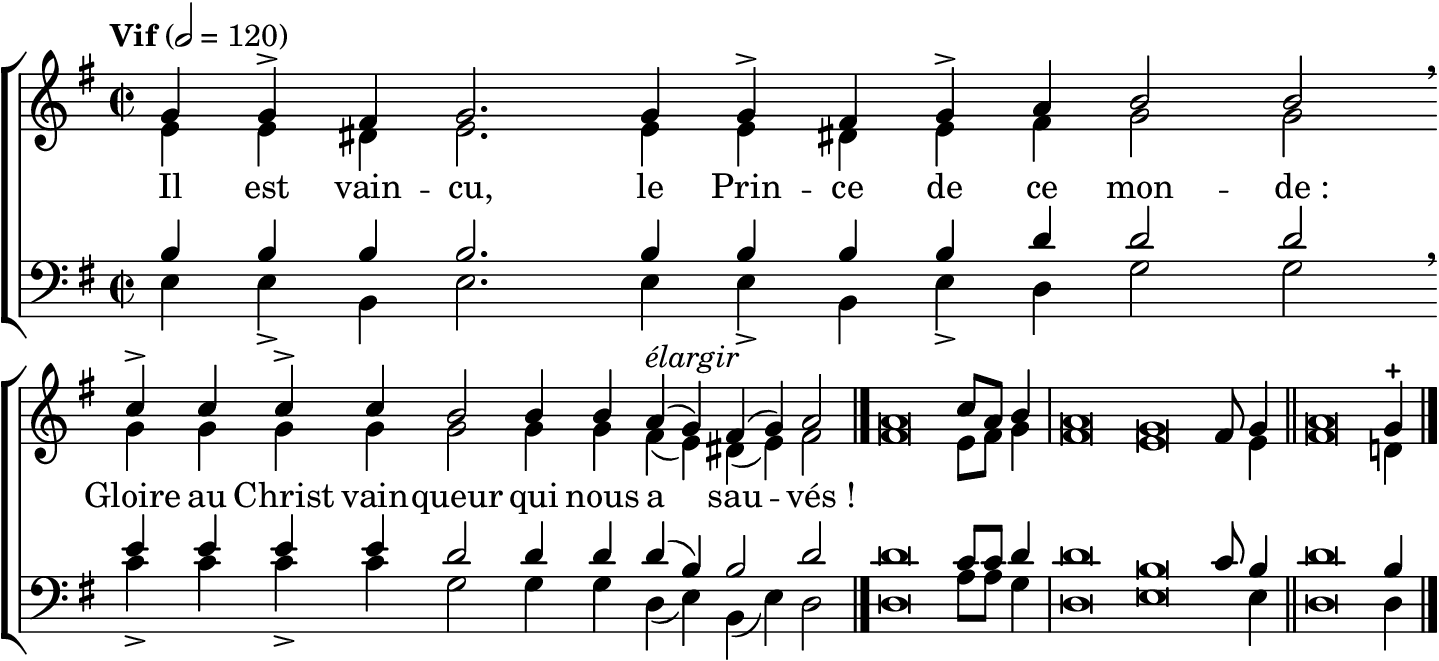 Vif (𝅗𝅥 = 120)
Il est vain -- cu, le Prin -- ce de ce mon -- de :
élargir
Gloire au Christ vainqueur qui nous a sau -- vés !